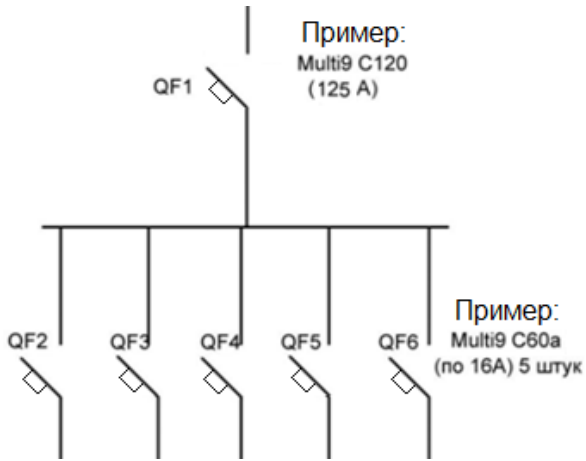 Пример:
Multi9 C120
(125 А)
QF1
QF2
QF3
QF4
QF5
QF6
Пример:
Multi9 C60a
(по 16А) 5 штук